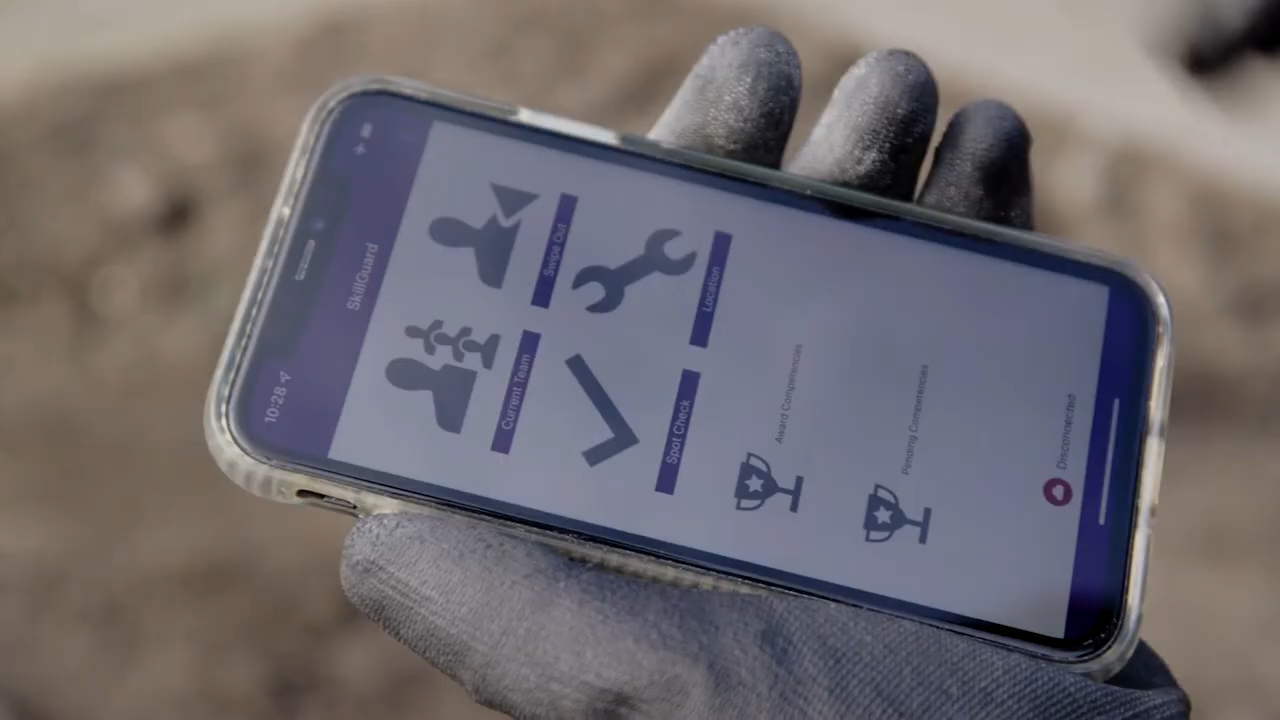 10:28
SkillGuard
Current Team
Swipe Out
Spot Check
Location
Award Competencies
Pending Competencies
Disconnected